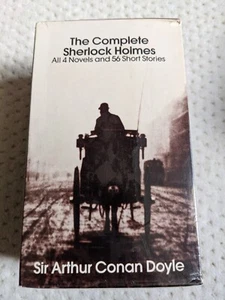 The Complete
Sherlock Holmes
All 4 Novels and 56 Short Stories
Sir Arthur Conan Doyle